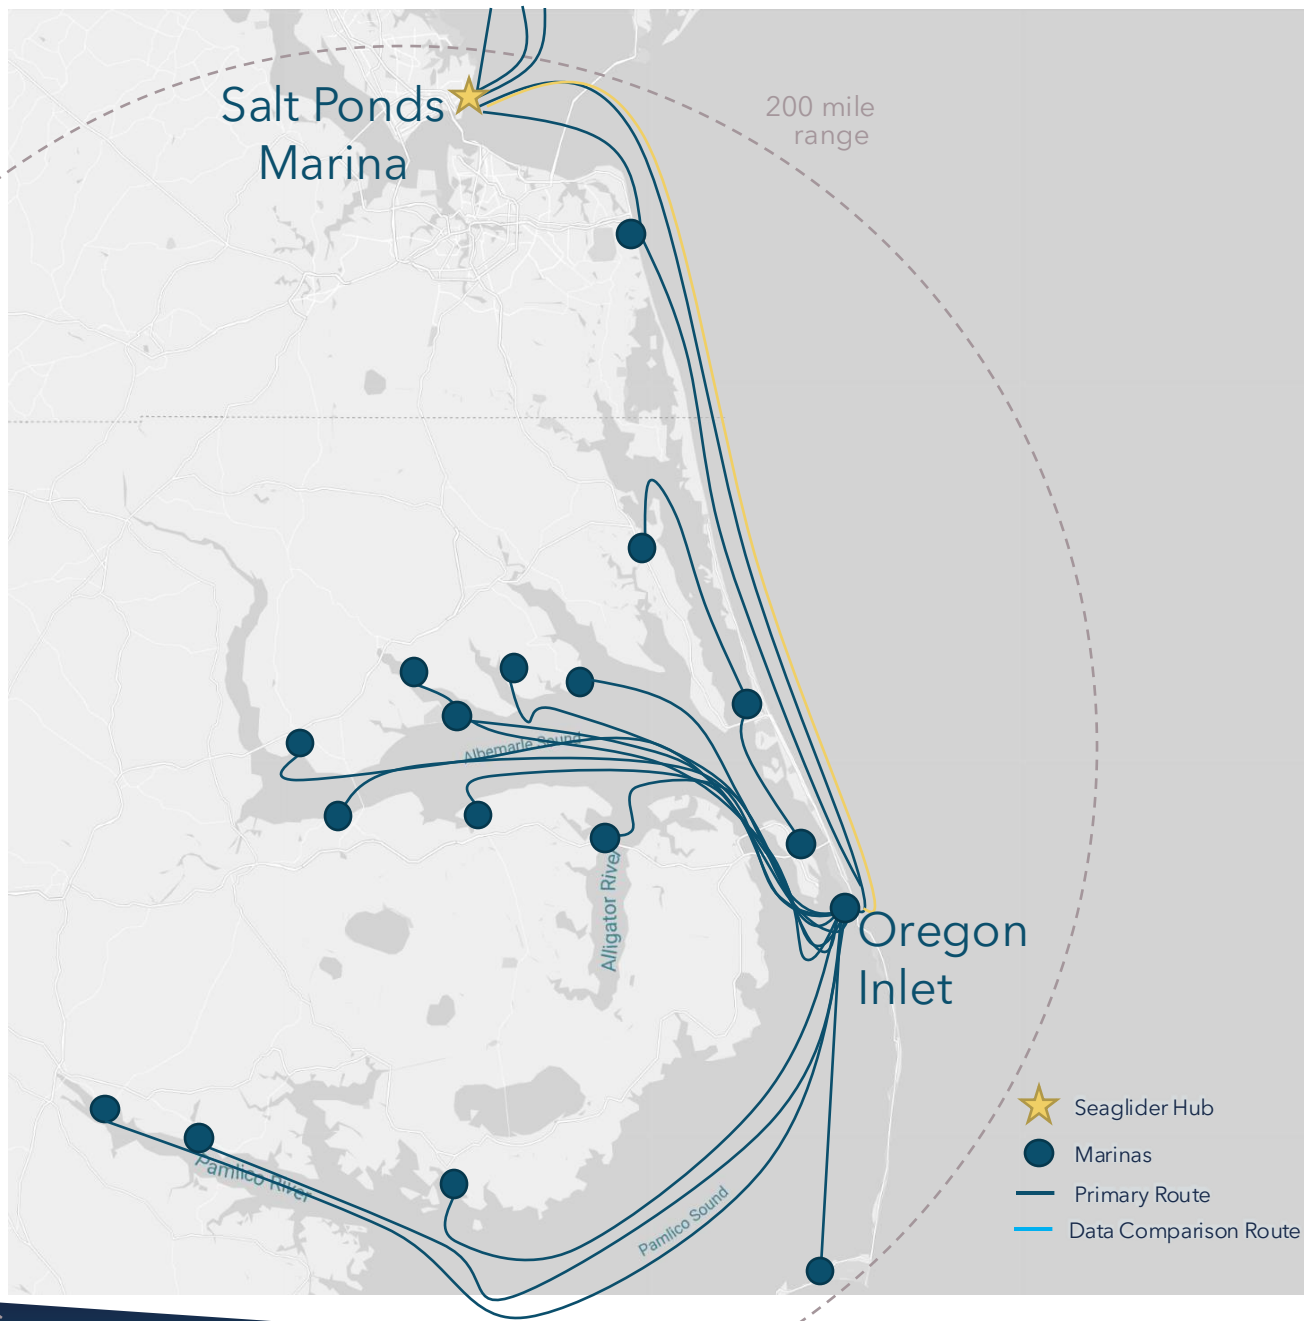 Salt Ponds
Marina
200 mile
range
Albemarle Sound
Alligator River
Oregon
Inlet
Pamlico River
Pamlico Sound
Seaglider Hub
Marinas
Primary Route
Data Comparison Route